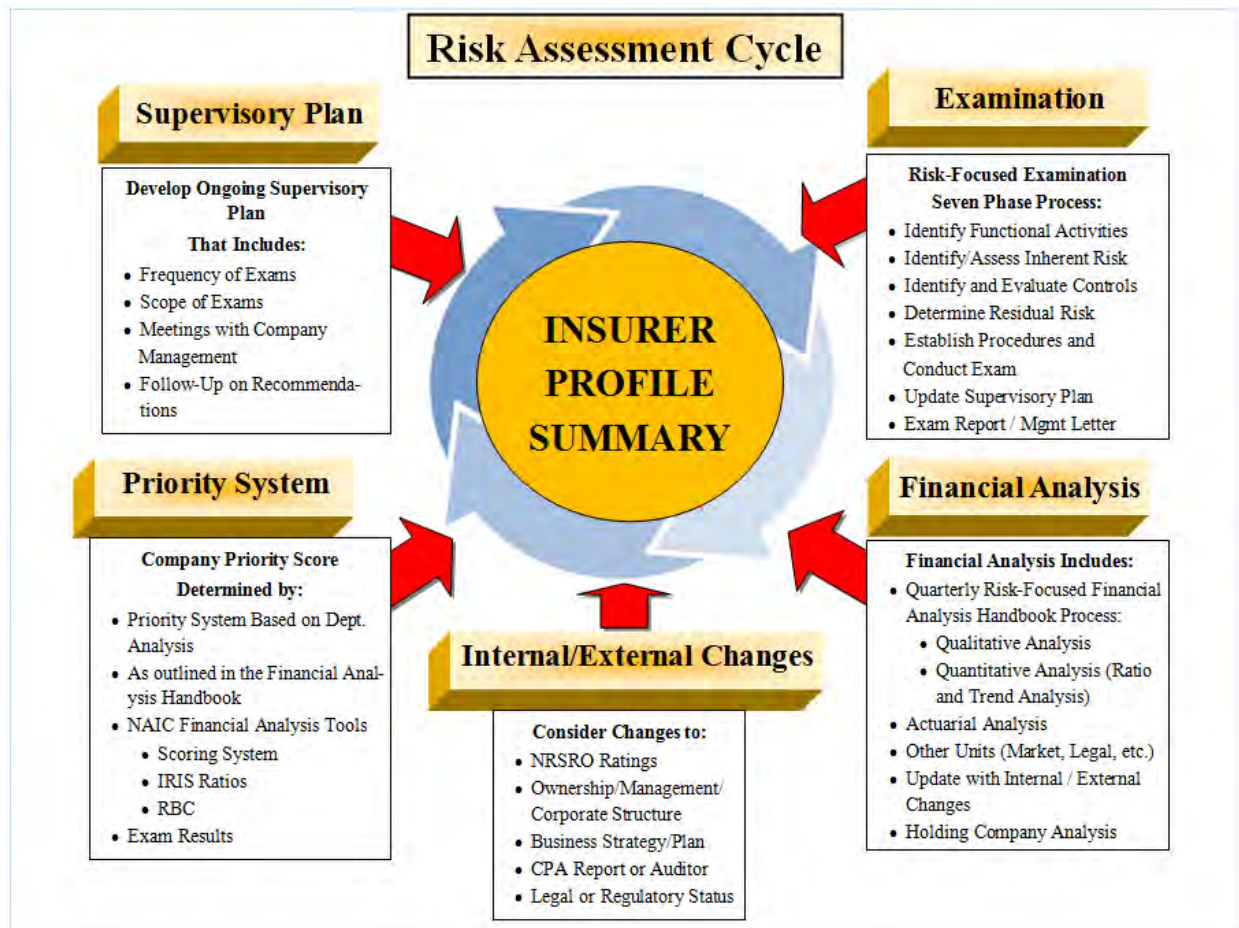 Risk Assessment Cycle
Supervisory Plan
Develop Ongoing Supervisory
Plan
That Includes:
• Frequency of Exams
• Scope of Exams
• Meetings with Company
Management
• Follow-Up on Recommenda-
tions
Examination
Risk-Focused Examination
Seven Phase Process:
• Identify Functional Activities
• Identify/Assess Inherent Risk
• Identify and Evaluate Controls
• Determine Residual Risk
• Establish Procedures and
Conduct Exam
• Update Supervisory Plan
• Exam Report / Mgmt Letter
INSURER
PROFILE
SUMMARY
Priority System
Company Priority Score
Determined by:
• Priority System Based on Dept.
Analysis
• As outlined in the Financial Anal-
ysis Handbook
• NAIC Financial Analysis Tools
• Scoring System
• IRIS Ratios
• RBC
• Exam Results
Internal/External Changes
Consider Changes to:
• NRSRO Ratings
• Ownership/Management/
Corporate Structure
• Business Strategy/Plan
• CPA Report or Auditor
• Legal or Regulatory Status
Financial Analysis
Financial Analysis Includes:
• Quarterly Risk-Focused Financial
Analysis Handbook Process:
• Qualitative Analysis
• Quantitative Analysis (Ratio
and Trend Analysis)
• Actuarial Analysis
• Other Units (Market, Legal, etc.)
• Update with Internal / External
Changes
• Holding Company Analysis